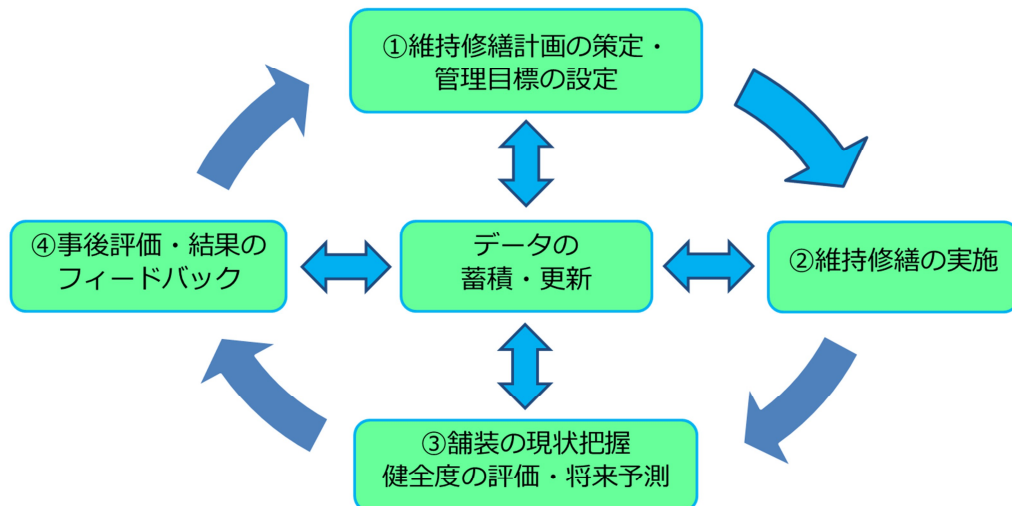 ①維持修繕計画の策定・
管理目標の設定
④事後評価・結果の
フィードバック
データの
蓄積・更新
②維持修繕の実施
③舗装の現状把握
健全度の評価・将来予測